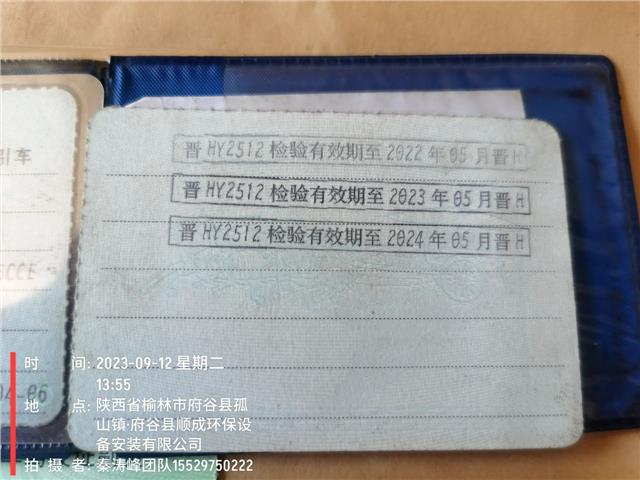 引车
CCE
04-06
晋 HY2512 检验有效期至 2022 年 05 月晋 H
晋 HY2512 检验有效期至 2023 年 05 月晋 H
晋 HY2512 检验有效期至 2024 年 05 月晋 H
时 间: 2023-09-12 星期二
13:55
地 点: 陕西省榆林市府谷县孤
山镇·府谷县顺成环保设
备安装有限公司
拍 摄 者: 秦涛峰团队15529750222